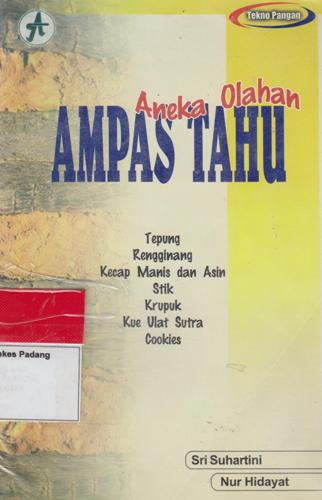 Tekno Pangan
Aneka Olahan
AMPAS TAHU
Tepung
Rengginang
Kecap Manis dan Asin
Stik
Krupuk
Kue Ulat Sutra
Cookies
Padang
Sri Suhartini
Nur Hidayat